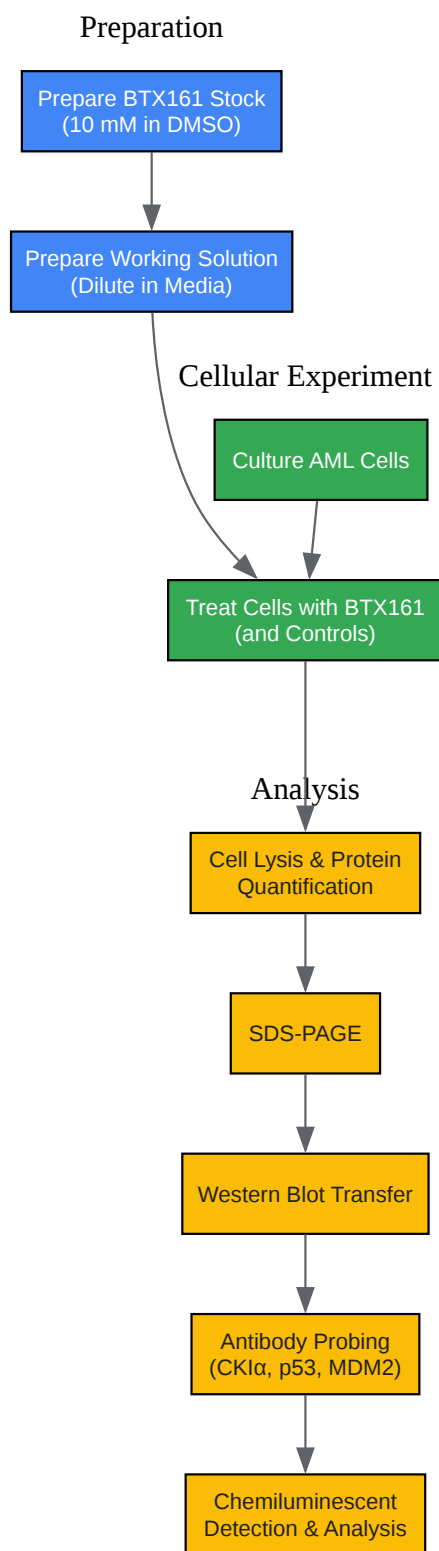 Preparation
Prepare BTX161 Stock
(10 mM in DMSO)
Prepare Working Solution
(Dilute in Media)
Cellular Experiment
Culture AML Cells
Treat Cells with BTX161
(and Controls)
Analysis
Cell Lysis & Protein
Quantification
SDS-PAGE
Western Blot Transfer
Antibody Probing
(CKIα, p53, MDM2)
Chemiluminescent
Detection & Analysis